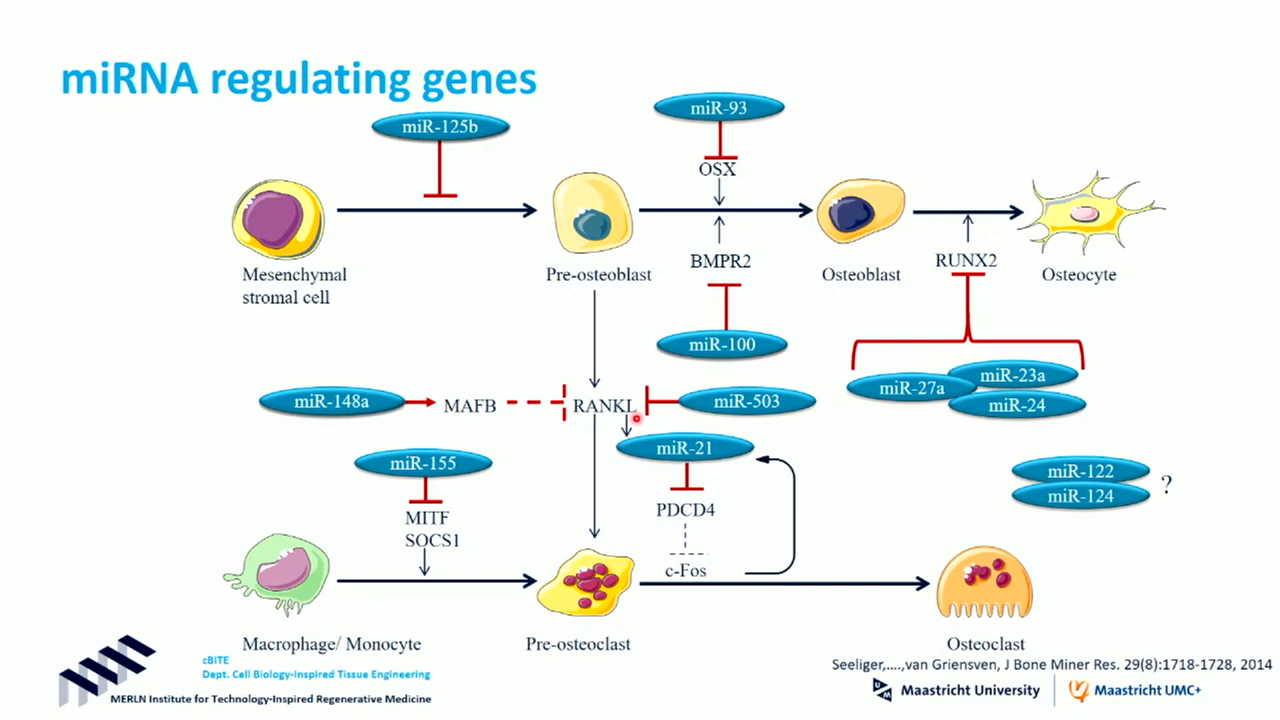 miRNA regulating genes
miR-125b
miR-93
OSX
Mesenchymal
stromal cell
Pre-osteoblast
BMPR2
Osteoblast
RUNX2
Osteocyte
miR-100
miR-27a
miR-23a
miR-24
miR-148a
MAFB
RANKL
miR-503
miR-21
miR-155
MITF
SOCS1
PDCD4
c-Fos
miR-122
miR-124
?
Macrophage/ Monocyte
Pre-osteoclast
Osteoclast
cBITE
Dept. Cell Biology-Inspired Tissue Engineering
MERLN Institute for Technology-Inspired Regenerative Medicine
Seeliger,....,van Griensven, J Bone Miner Res. 29(8):1718-1728, 2014
Maastricht University
Maastricht UMC+